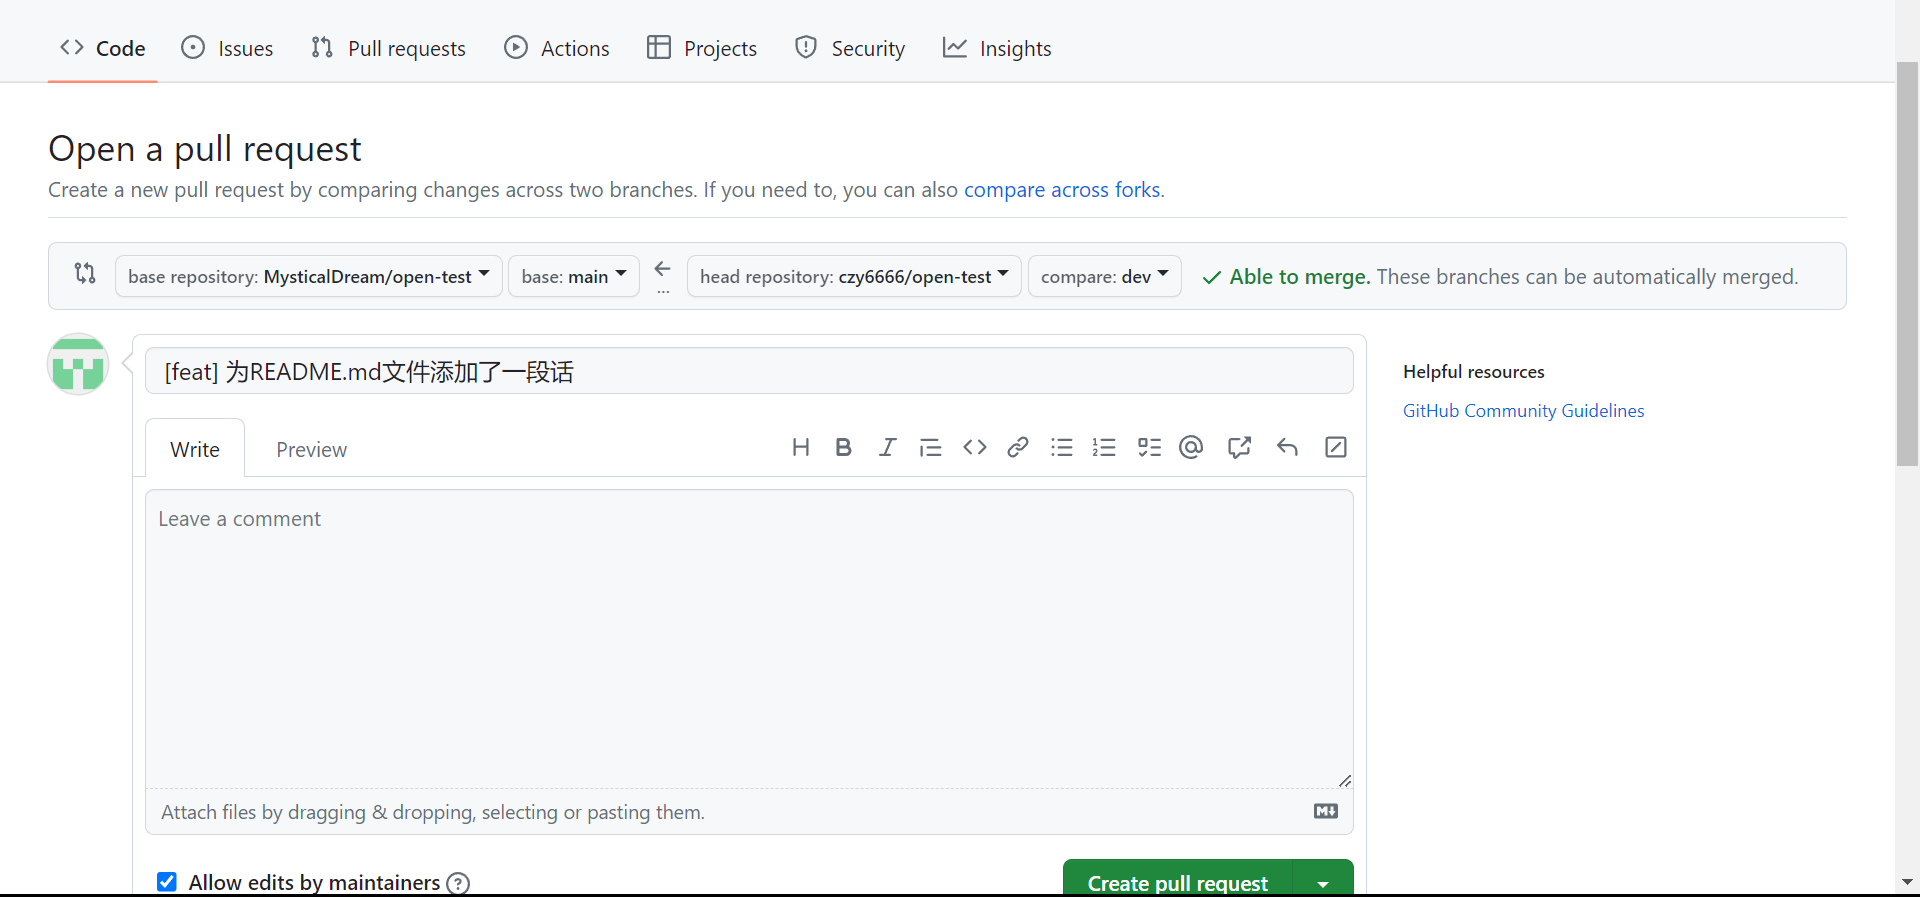 Code Issues Pull requests Actions Projects Security Insights
Open a pull request
Create a new pull request by comparing changes across two branches. If you need to, you can also compare across forks.
base repository: MysticalDream/open-test base: main ... head repository: czy6666/open-test compare: dev Able to merge. These branches can be automatically merged.
[feat] 为README.md文件添加了一段话
Helpful resources
GitHub Community Guidelines
Write Preview
Leave a comment
Attach files by dragging & dropping, selecting or pasting them.
Allow edits by maintainers
Create pull request